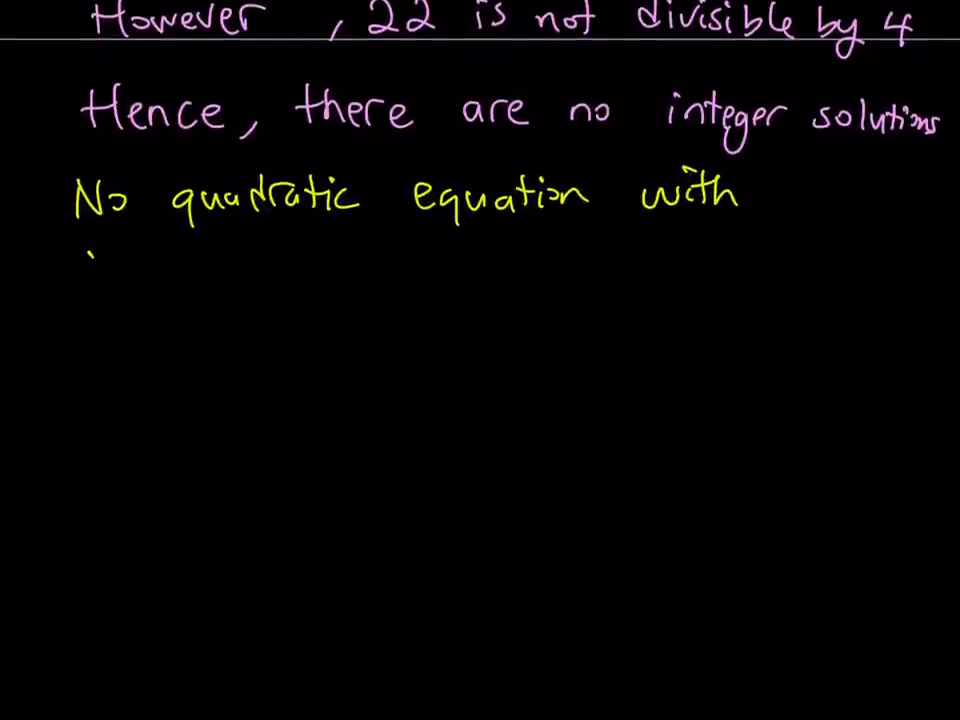 However , 22 is not divisible by 4
Hence, there are no integer solutions
No quadratic equation with